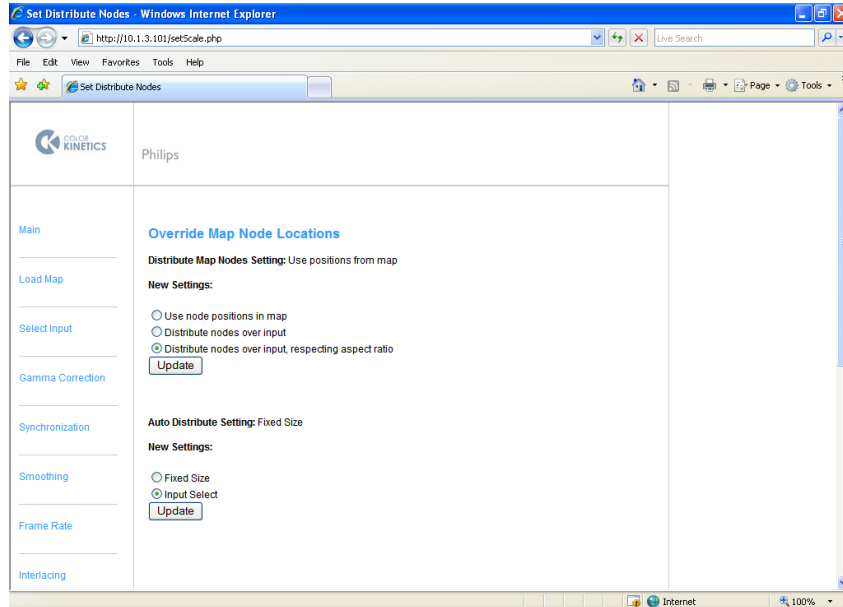 Set Distribute Nodes - Windows Internet Explorer
http://10.1.3.101/setScale.php
Live Search
File Edit View Favorites Tools Help
Set Distribute Nodes
Page
Tools
COLOR
KINETICS
Philips
Main
Load Map
Select Input
Gamma Correction
Synchronization
Smoothing
Frame Rate
Interlacing
Override Map Node Locations
Distribute Map Nodes Setting: Use positions from map
New Settings:
Use node positions in map
Distribute nodes over input
Distribute nodes over input, respecting aspect ratio
Update
Auto Distribute Setting: Fixed Size
New Settings:
Fixed Size
Input Select
Update
Internet
100%